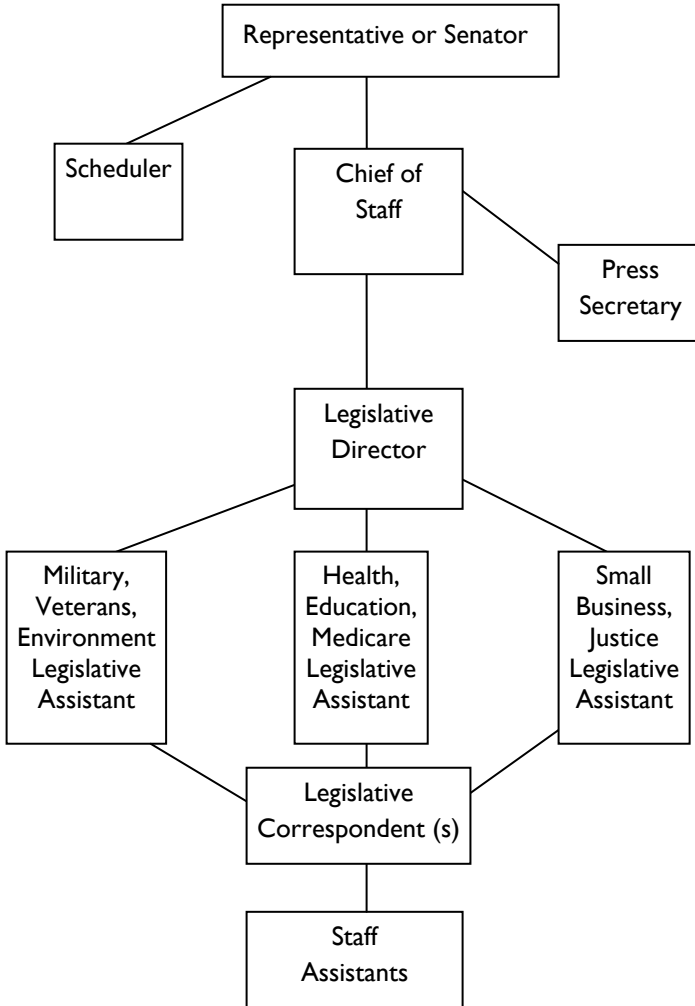 Representative or Senator
Scheduler
Chief of
Staff
Press
Secretary
Legislative
Director
Military,
Veterans,
Environment
Legislative
Assistant
Health,
Education,
Medicare
Legislative
Assistant
Small
Business,
Justice
Legislative
Assistant
Legislative
Correspondent (s)
Staff
Assistants